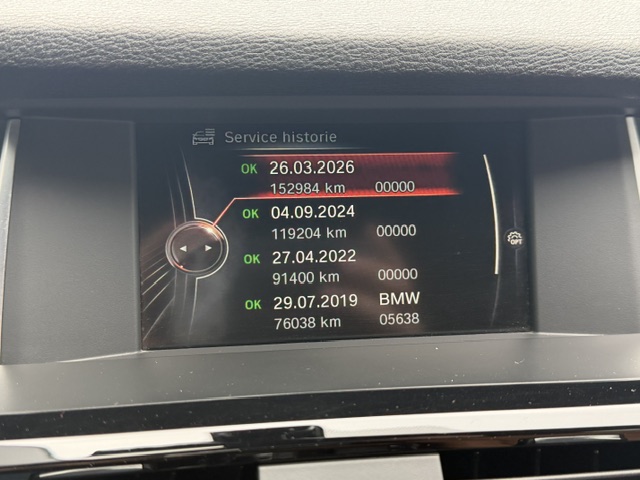 Service historie
OK 26.03.2026
152984 km 00000
OK 04.09.2024
119204 km 00000
OK 27.04.2022
91400 km 00000
OK 29.07.2019 BMW
76038 km 05638
OPT